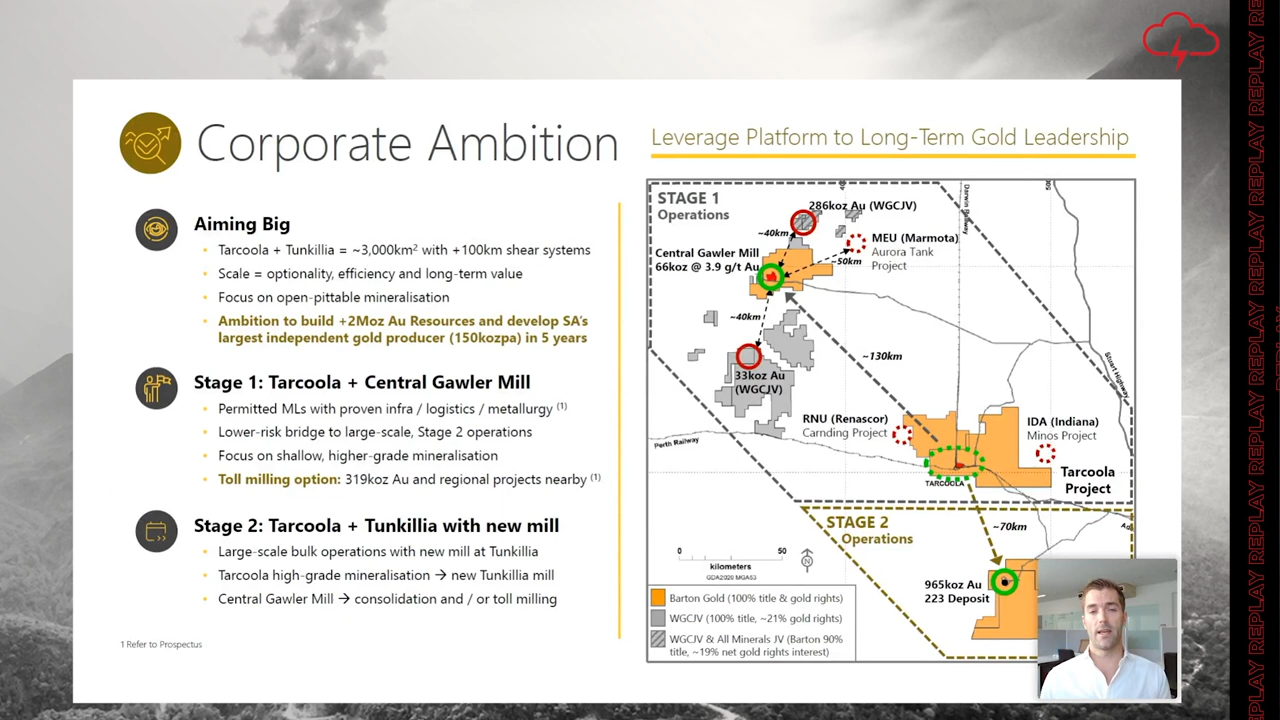 Corporate Ambition
Leverage Platform to Long-Term Gold Leadership
Aiming Big
• Tarcoola + Tunkillia = ~3,000km² with +100km shear systems
• Scale = optionality, efficiency and long-term value
• Focus on open-pittable mineralisation
• Ambition to build +2Moz Au Resources and develop SA's
largest independent gold producer (150kozpa) in 5 years
Stage 1: Tarcoola + Central Gawler Mill
• Permitted MLs with proven infra / logistics / metallurgy (1)
• Lower-risk bridge to large-scale, Stage 2 operations
• Focus on shallow, higher-grade mineralisation
• Toll milling option: 319koz Au and regional projects nearby (1)
Stage 2: Tarcoola + Tunkillia with new mill
• Large-scale bulk operations with new mill at Tunkillia
• Tarcoola high-grade mineralisation → new Tunkillia mill
• Central Gawler Mill → consolidation and / or toll milling
1 Refer to Prospectus
STAGE 1
Operations
286koz Au (WGCJV)
~40km
MEU (Marmota)
Aurora Tank
Project
~50km
Central Gawler Mill
66koz @ 3.9 g/t Au
~40km
~130km
33koz Au
(WGCJV)
Darwin Railway
Stuart Highway
Perth Railway
RNU (Renascor)
Carnding Project
IDA (Indiana)
Minos Project
TARCOOLA
Tarcoola
Project
STAGE 2
Operations
~70km
965koz Au
223 Deposit
0 50
kilometers
GDA2020 MGA53
N
Barton Gold (100% title & gold rights)
WGCJV (100% title, ~21% gold rights)
WGCJV & All Minerals JV (Barton 90%
title, ~19% net gold rights interest)
REPLAY REPLAY REPLAY REPLAY REPLAY